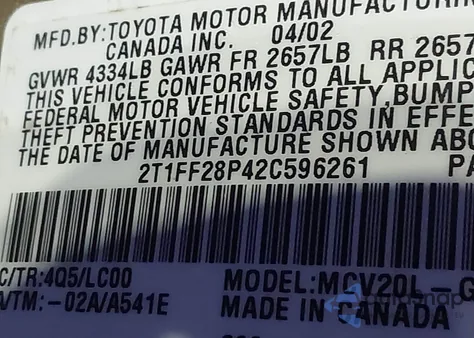 MFD.BY:TOYOTA MOTOR MANUFACTURIN
CANADA INC. 04/02
GVWR 4334LB GAWR FR 2657LB RR 2657
THIS VEHICLE CONFORMS TO ALL APPLIC
FEDERAL MOTOR VEHICLE SAFETY,BUMP
THEFT PREVENTION STANDARDS IN EFFE
THE DATE OF MANUFACTURE SHOWN ABO
2T1FF28P42C596261 PA
C/TR:4Q5/LC00 MODEL:MCV20L-G
/TM:-02A/A541E MADE IN CANADA